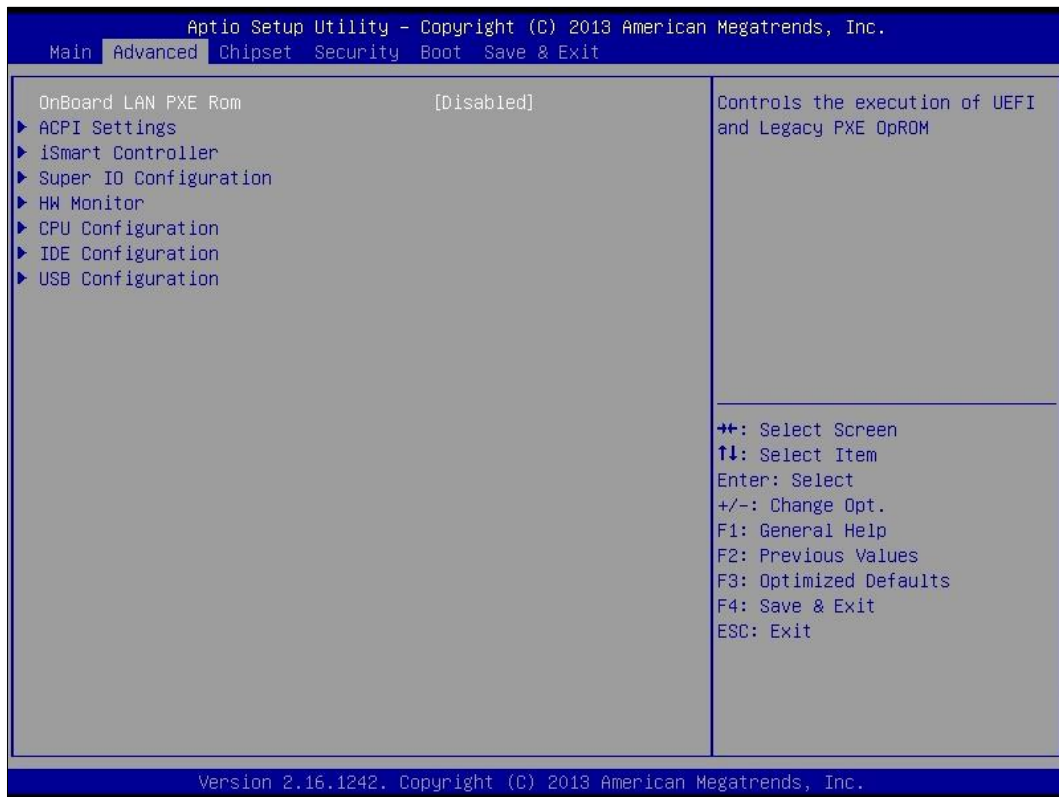 Aptio Setup Utility – Copyright (C) 2013 American Megatrends, Inc.
Main Advanced Chipset Security Boot Save & Exit
OnBoard LAN PXE Rom [Disabled]
► ACPI Settings
► iSmart Controller
► Super IO Configuration
► HW Monitor
► CPU Configuration
► IDE Configuration
► USB Configuration
Controls the execution of UEFI
and Legacy PXE OpROM
→←: Select Screen
↑↓: Select Item
Enter: Select
+/-: Change Opt.
F1: General Help
F2: Previous Values
F3: Optimized Defaults
F4: Save & Exit
ESC: Exit
Version 2.16.1242. Copyright (C) 2013 American Megatrends, Inc.